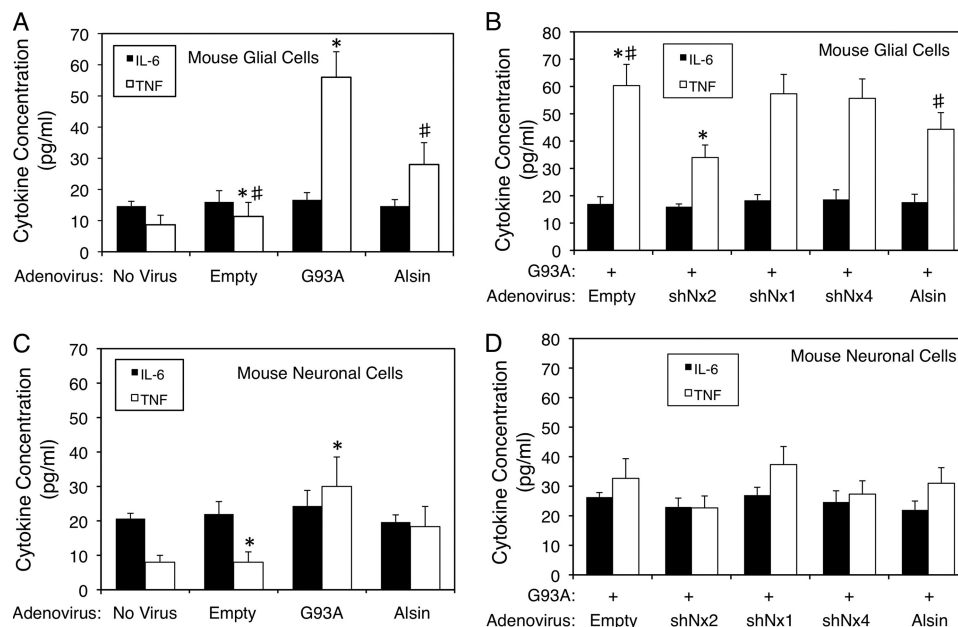 A
Cytokine Concentration
(pg/ml)
70
60
50
40
30
20
10
0
IL-6
TNF
Mouse Glial Cells
*#
*
#
Adenovirus: No Virus Empty G93A Alsin
B
Cytokine Concentration
(pg/ml)
80
70
60
50
40
30
20
10
0
IL-6
TNF
Mouse Glial Cells
*#
*
#
G93A: + + + + +
Adenovirus: Empty shNx2 shNx1 shNx4 Alsin
C
Cytokine Concentration
(pg/ml)
70
60
50
40
30
20
10
0
IL-6
TNF
Mouse Neuronal Cells
*
*
Adenovirus: No Virus Empty G93A Alsin
D
Cytokine Concentration
(pg/ml)
80
70
60
50
40
30
20
10
0
IL-6
TNF
Mouse Neuronal Cells
G93A: + + + + +
Adenovirus: Empty shNx2 shNx1 shNx4 Alsin